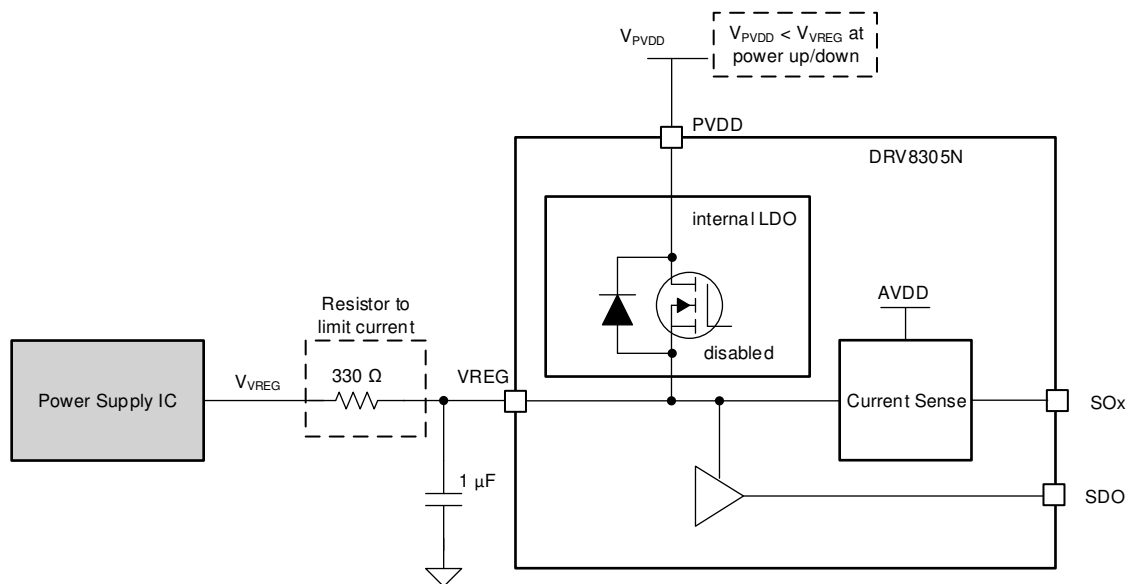 V_PVDD
V_PVDD < V_VREG at
power up/down
PVDD
DRV8305N
internal LDO
Resistor to
limit current
AVDD
disabled
Power Supply IC
V_VREG
330 Ω
VREG
Current Sense
SOx
1 µF
SDO